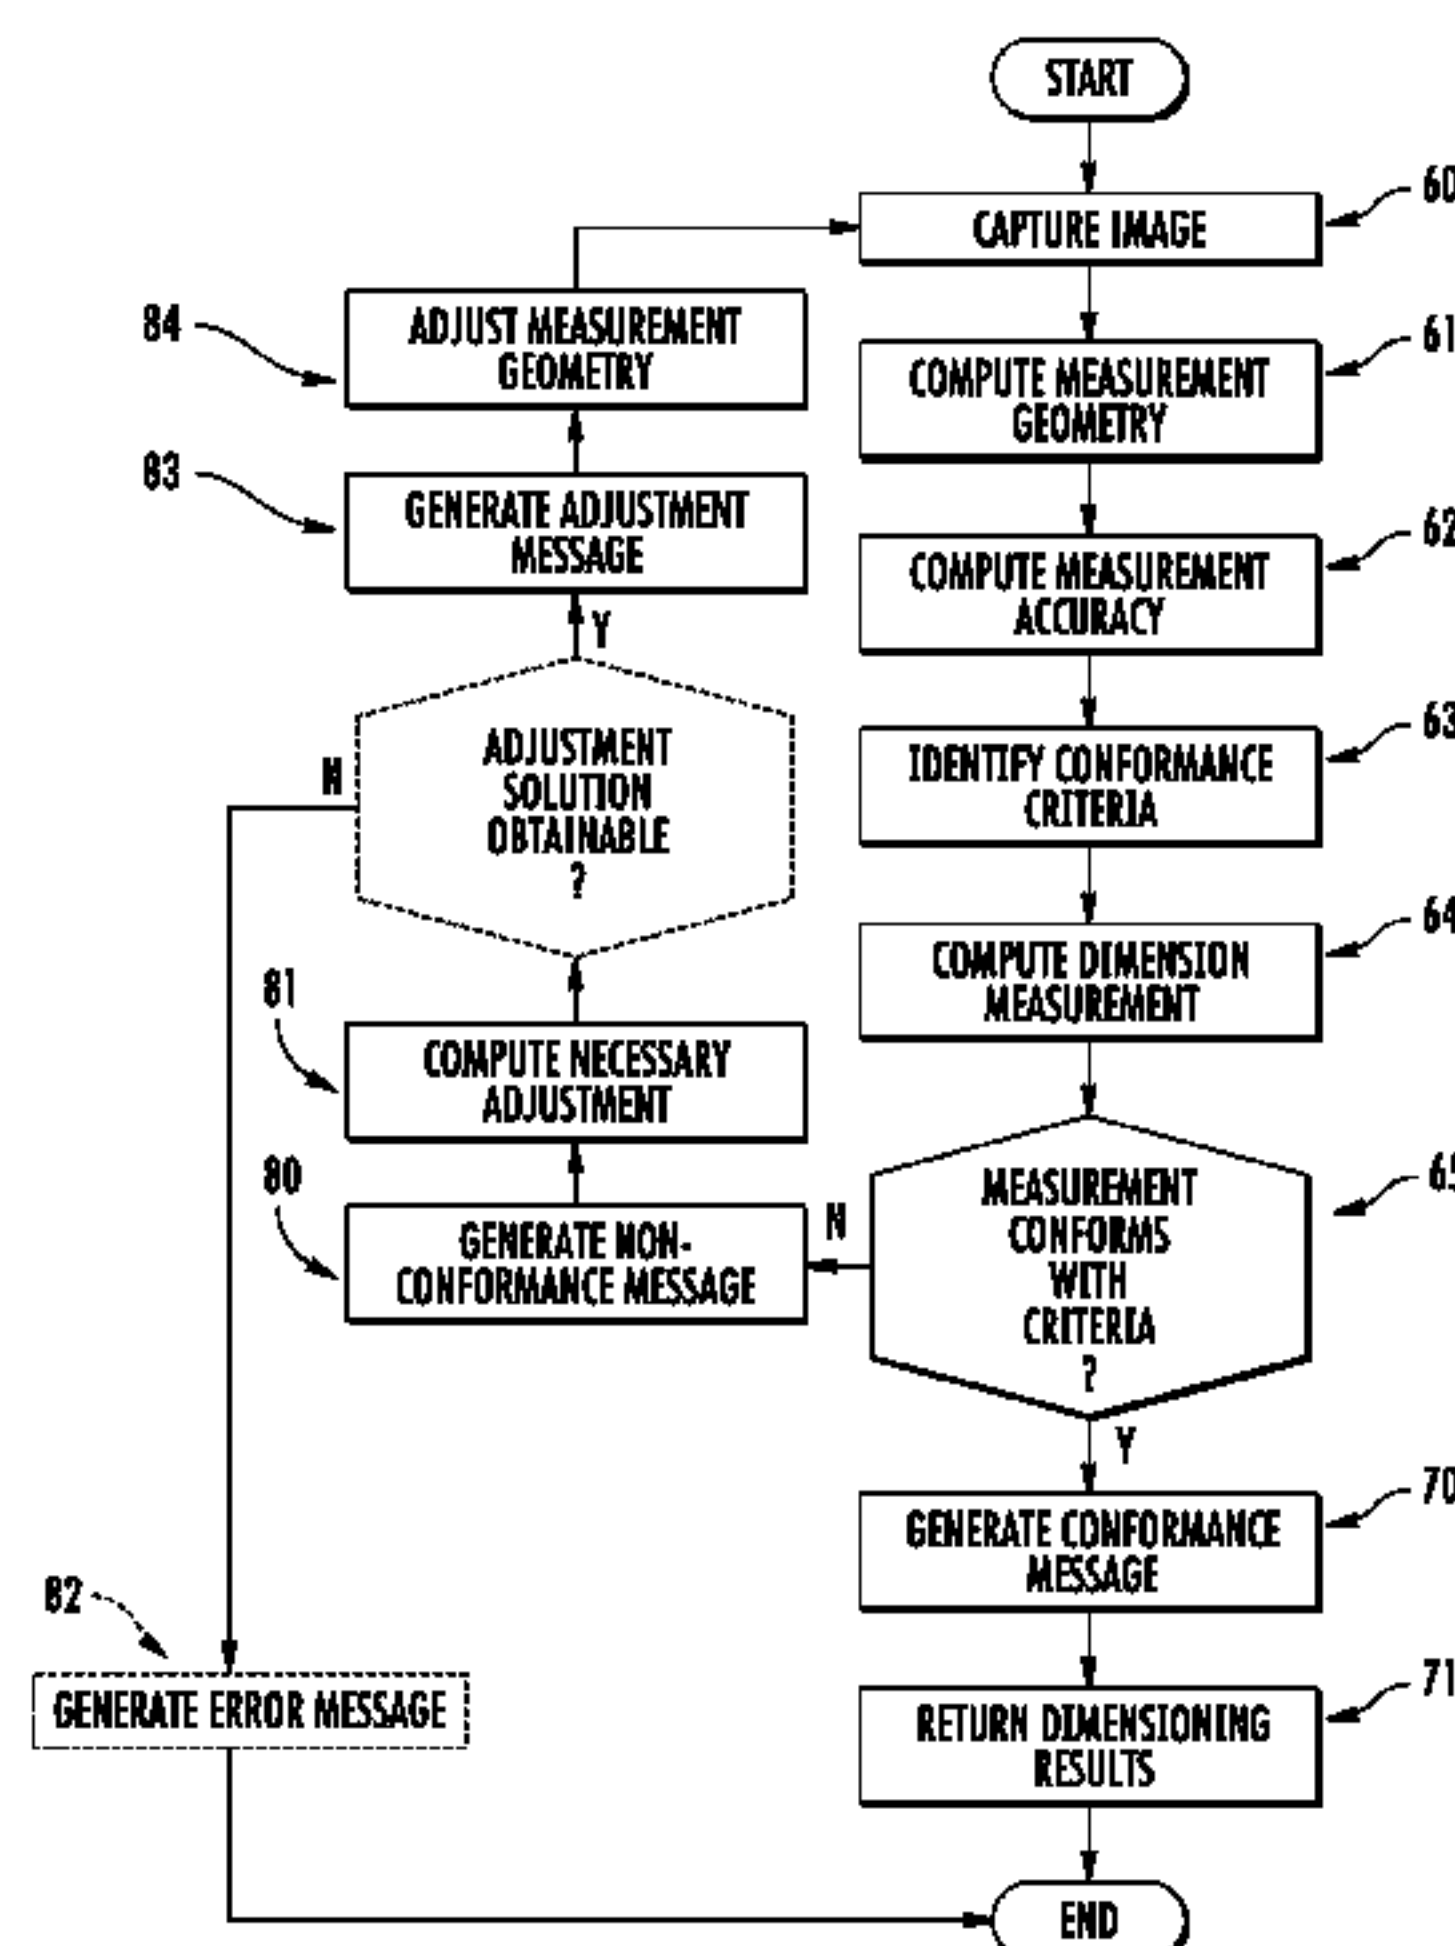 START
CAPTURE IMAGE
60
COMPUTE MEASUREMENT
GEOMETRY
61
COMPUTE MEASUREMENT
ACCURACY
62
IDENTIFY CONFORMANCE
CRITERIA
63
COMPUTE DIMENSION
MEASUREMENT
64
MEASUREMENT
CONFORMS
WITH
CRITERIA
?
65
N
Y
GENERATE NON-
CONFORMANCE MESSAGE
80
COMPUTE NECESSARY
ADJUSTMENT
81
ADJUSTMENT
SOLUTION
OBTAINABLE
?
N
Y
GENERATE ADJUSTMENT
MESSAGE
83
ADJUST MEASUREMENT
GEOMETRY
84
GENERATE ERROR MESSAGE
82
GENERATE CONFORMANCE
MESSAGE
70
RETURN DIMENSIONING
RESULTS
71
END